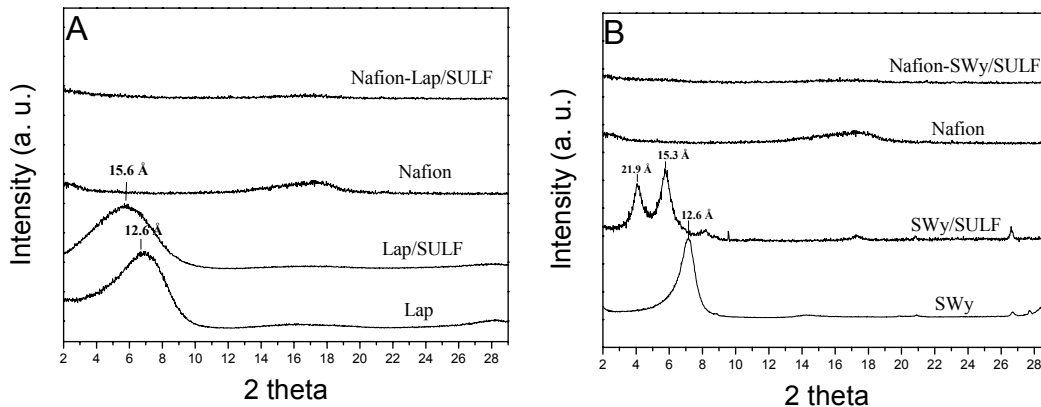 A
Intensity (a. u.)
Nafion-Lap/SULF
Nafion
15.6 Å
12.6 Å
Lap/SULF
Lap
2 4 6 8 10 12 14 16 18 20 22 24 26 28
2 theta
B
Intensity (a. u.)
Nafion-SWy/SULF
Nafion
15.3 Å
21.9 Å
12.6 Å
SWy/SULF
SWy
2 4 6 8 10 12 14 16 18 20 22 24 26 28
2 theta